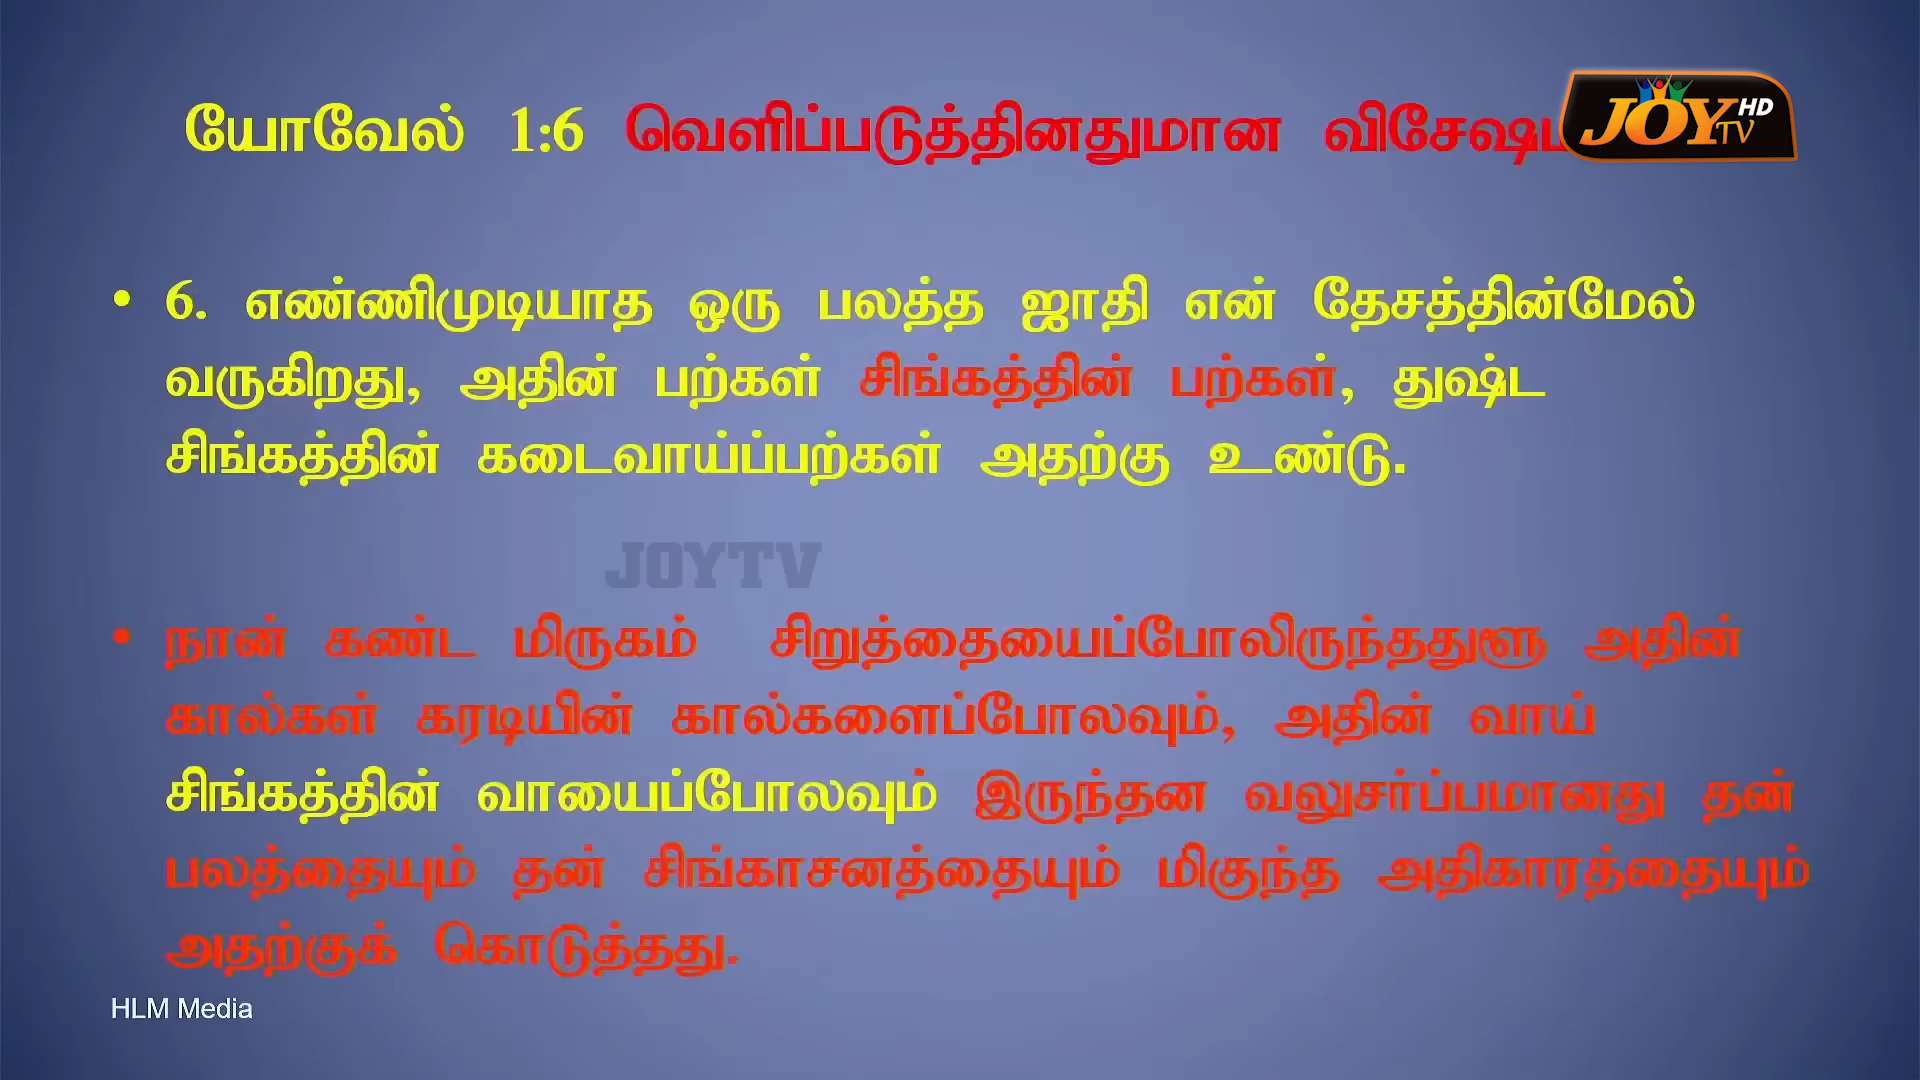 யோவேல் 1:6 வெளிப்படுத்தினதுமான
JOY TV HD
6. எண்ணிமுடியாத ஒரு பலத்த ஜாதி என் தேசத்தின்மேல்
வருகிறது, அதின் பற்கள் சிங்கத்தின் பற்கள், துஷ்ட
சிங்கத்தின் கடைவாய்ப்பற்கள் அதற்கு உண்டு.
JOYTV
நான் கண்ட மிருகம் சிறுத்தையைப்போலிருந்ததுளூ அதின்
கால்கள் கரடியின் கால்களைப்போலவும், அதின் வாய்
சிங்கத்தின் வாயைப்போலவும் இருந்தன வலுசர்ப்பமானது தன்
பலத்தையும் தன் சிங்காசனத்தையும் மிகுந்த அதிகாரத்தையும்
அதற்குக் கொடுத்தது.
HLM Media